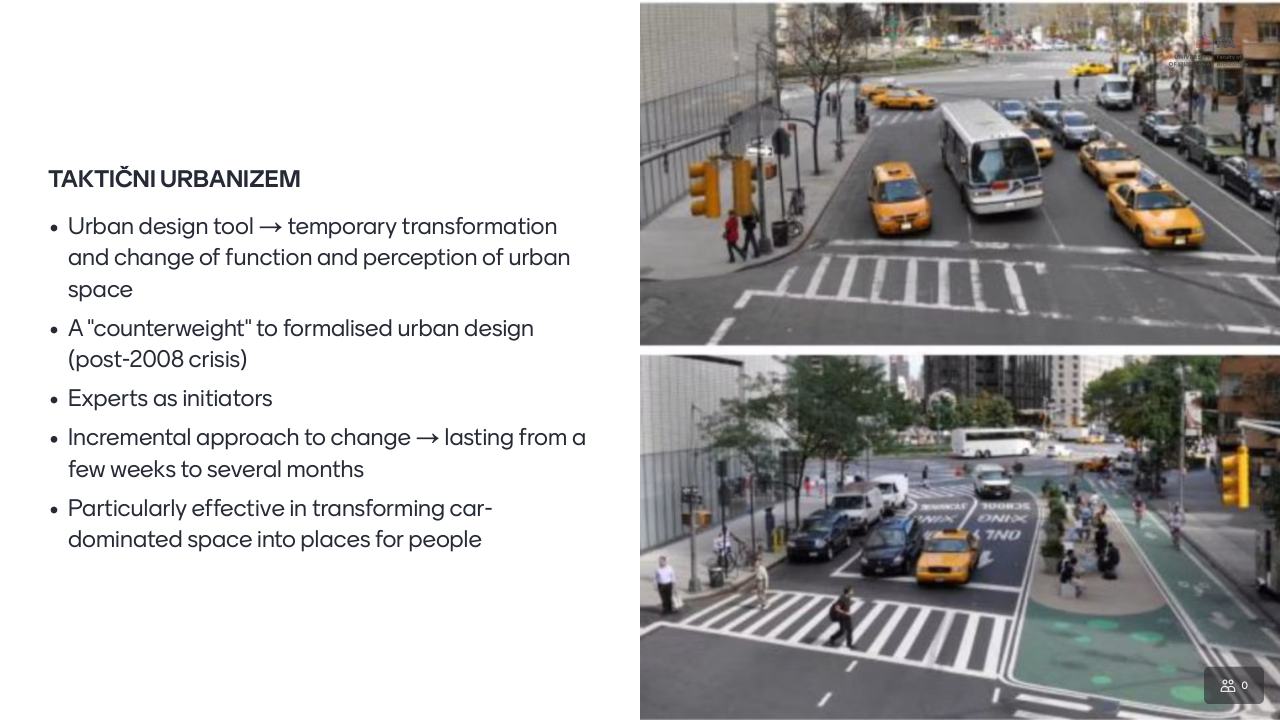 TAKTIČNI URBANIZEM
• Urban design tool → temporary transformation
and change of function and perception of urban
space
• A "counterweight" to formalised urban design
(post-2008 crisis)
• Experts as initiators
• Incremental approach to change → lasting from a
few weeks to several months
• Particularly effective in transforming car-
dominated space into places for people
SCHOOL
XING
ONLY
0